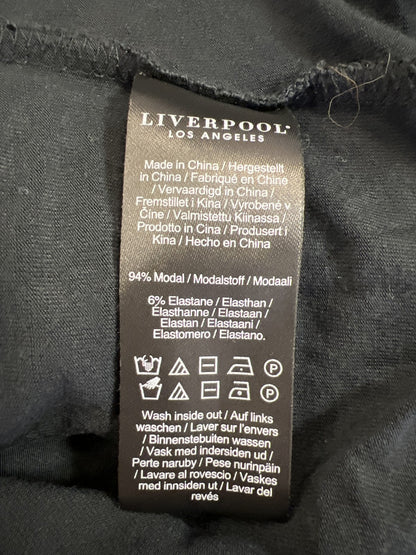 LIVERPOOL
LOS ANGELES
Made in China / Hergestellt
in China / Fabriqué en Chine
/ Vervaardigd in China /
Fremstillet i Kina / Vyrobené v
Číne / Valmistettu Kiinassa /
Prodotto in Cina / Produsert i
Kina / Hecho en China
94% Modal / Modalstoff / Modaali
6% Elastane / Elasthan /
Élasthanne / Elastaan /
Elastan / Elastaani /
Elastomero / Elastano.
P
P
Wash inside out / Auf links
waschen / Laver sur l'envers
/ Binnenstebuiten wassen
/ Vask med indersiden ud /
Perte naruby / Pese nurinpäin
/ Lavare al rovescio / Vaskes
med innsiden ut / Lavar del
revés